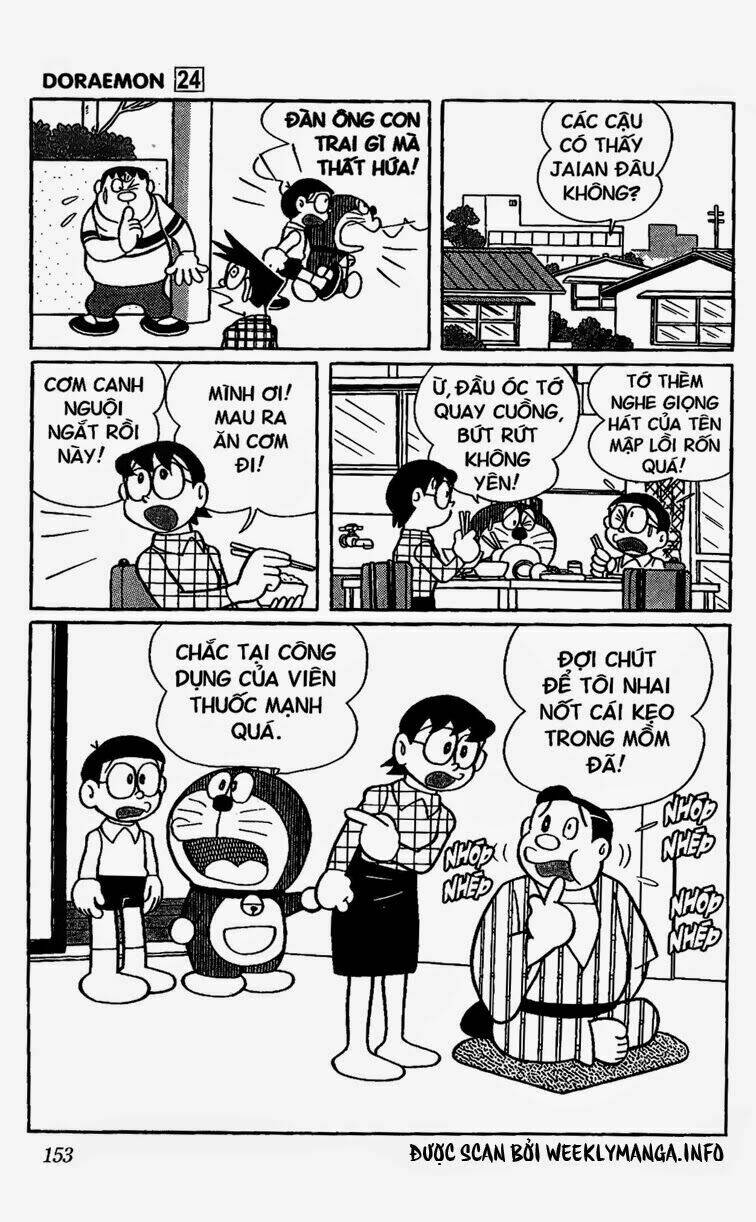 DORAEMON 24
ĐÀN ÔNG CON
TRAI GÌ MÀ
THẤT HỨA!
CÁC CẬU
CÓ THẤY
JAIAN ĐÂU
KHÔNG?
CƠM CANH
NGUỘI
NGẮT RỒI
NÀY!
MÌNH ƠI!
MAU RA
ĂN CƠM
ĐI!
Ừ, ĐẦU ÓC TỚ
QUAY CUỒNG,
BỨT RỨT
KHÔNG
YÊN!
TỚ THÈM
NGHE GIỌNG
HÁT CỦA TÊN
MẬP LỒI RỐN
QUÁ!
CHẮC TẠI CÔNG
DỤNG CỦA VIÊN
THUỐC MẠNH
QUÁ.
ĐỢI CHÚT
ĐỂ TÔI NHAI
NỐT CÁI KẸO
TRONG MỒM
ĐÃ!
NHÓP
NHÉP
NHÓP
NHÉP
NHÓP
NHÉP
153
ĐƯỢC SCAN BỞI WEEKLYMANGA.INFO